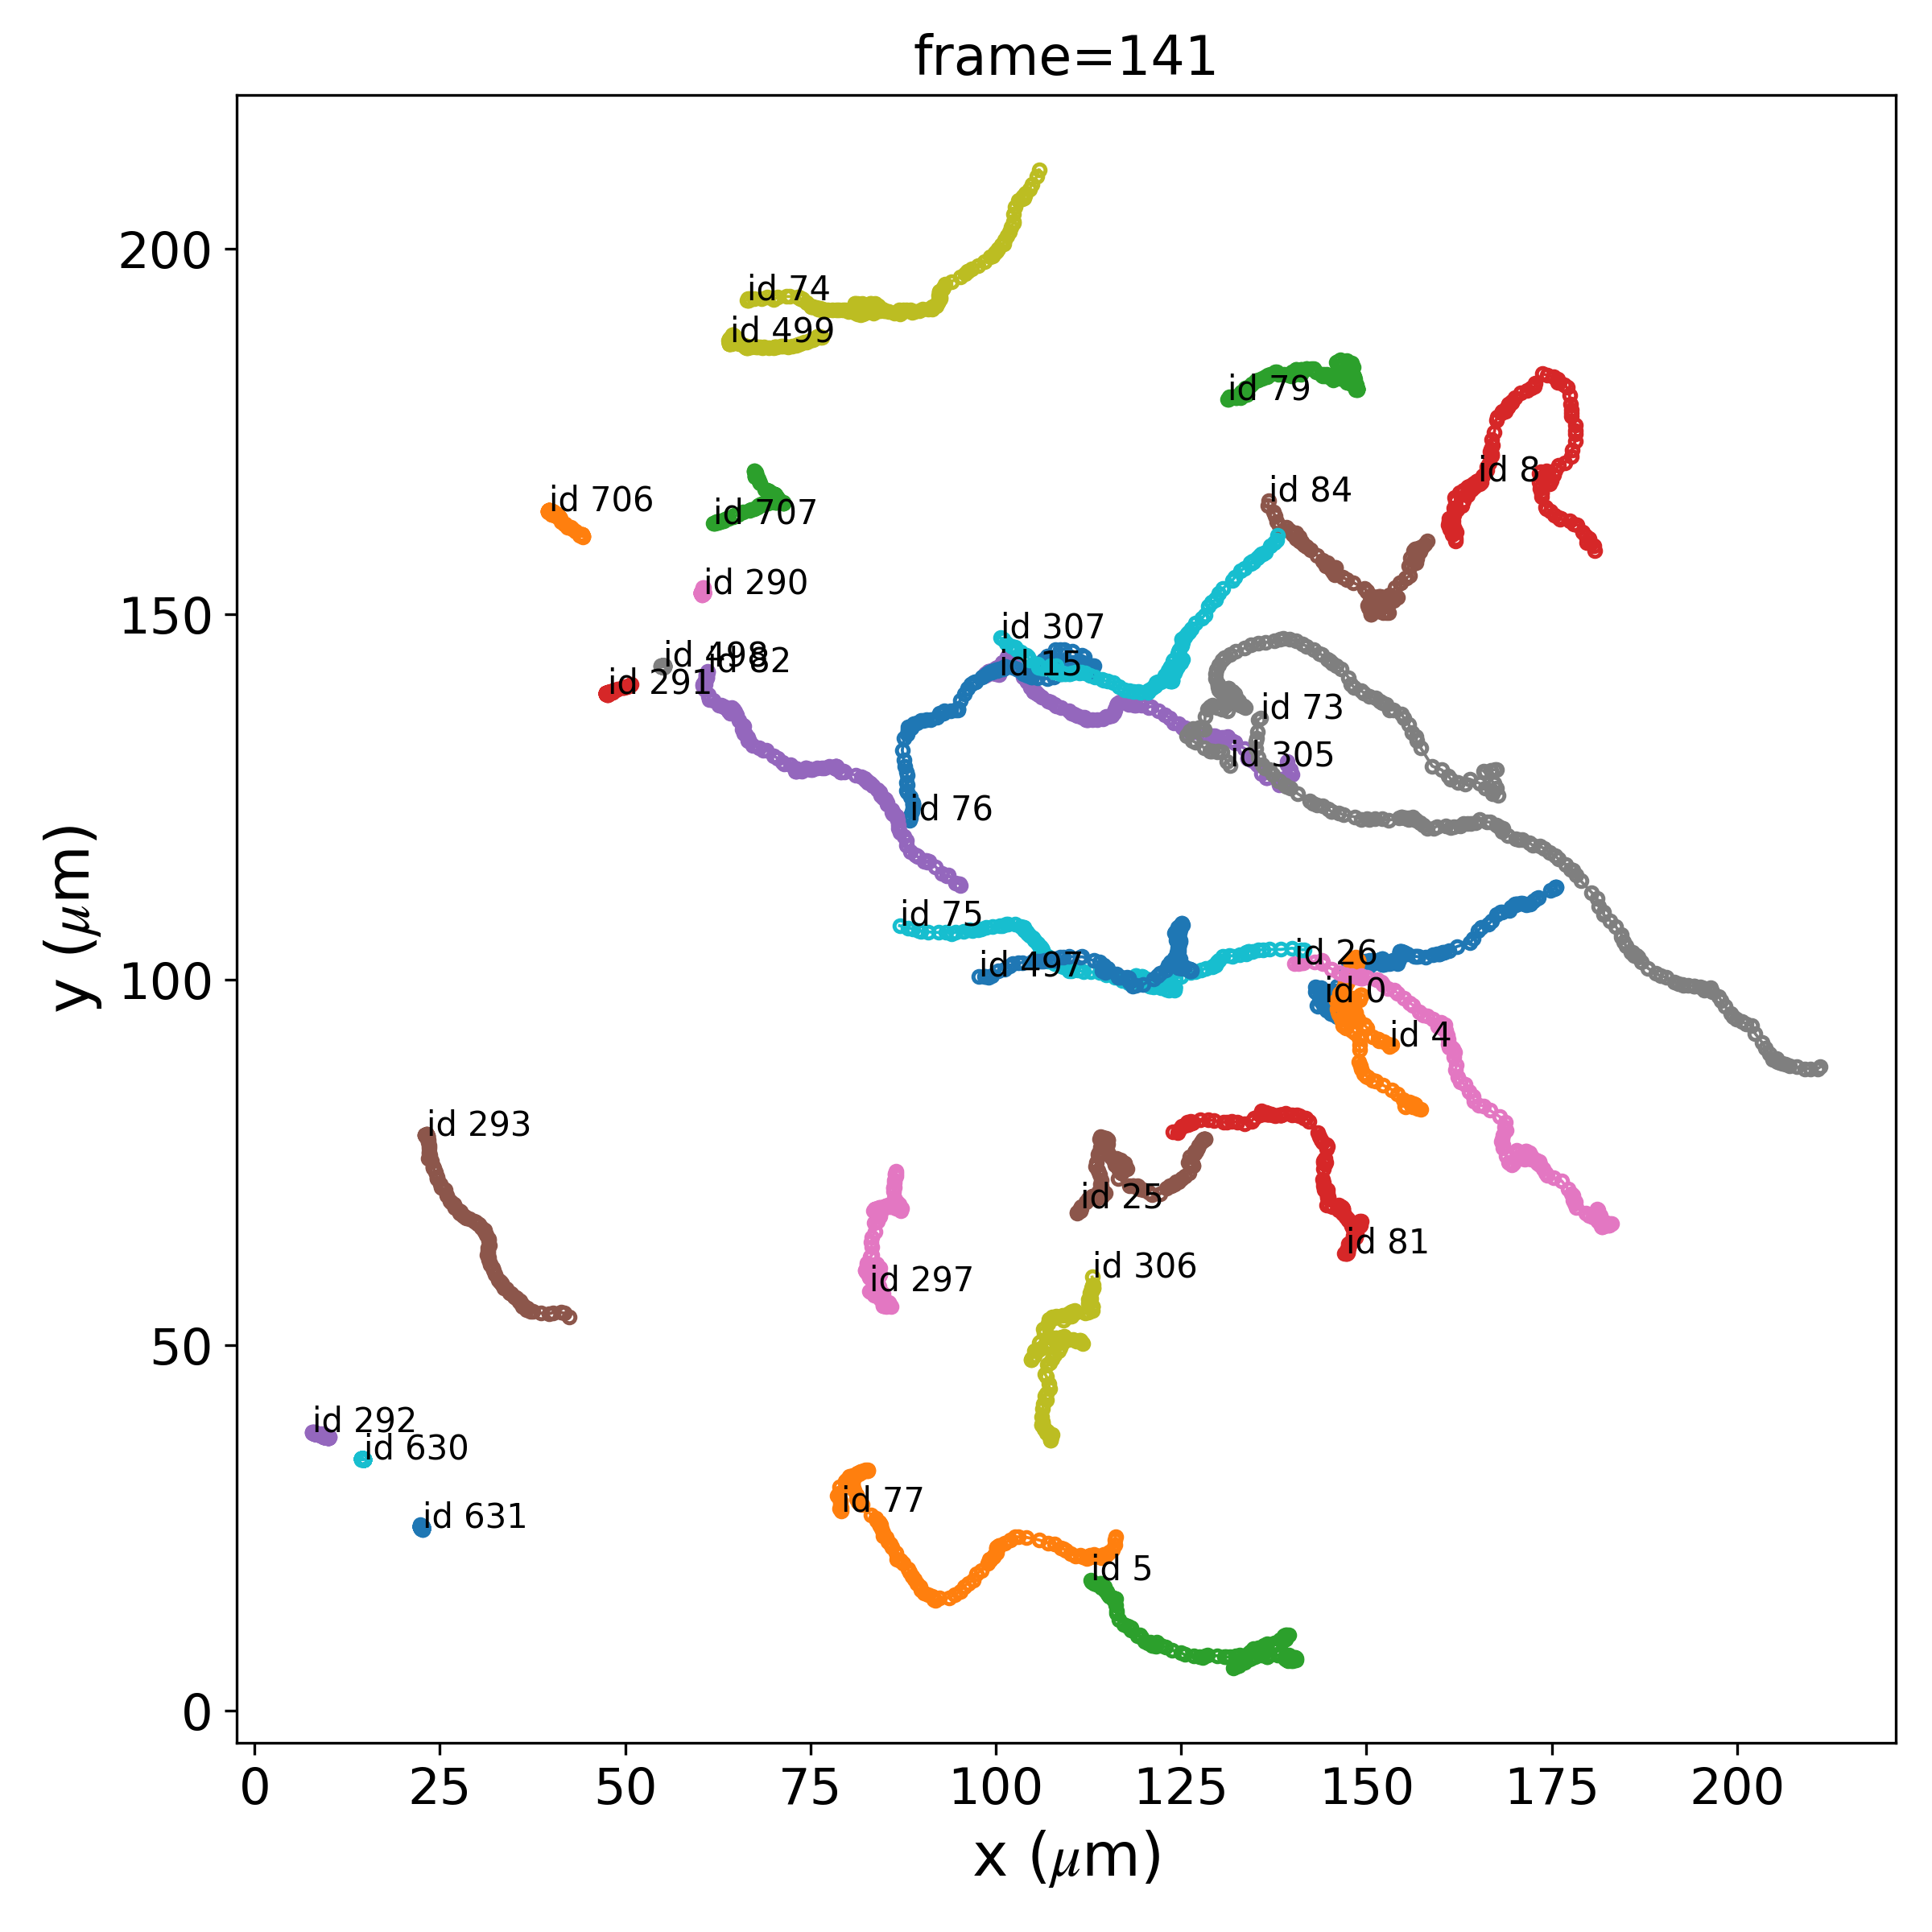 frame=141
y (μm)
200
150
100
50
0
id 74
id 499
id 79
id 8
id 84
id 706
id 707
id 290
id 307
id 498
id 82
id 15
id 291
id 73
id 305
id 76
id 75
id 26
id 497
id 0
id 4
id 293
id 25
id 81
id 306
id 297
id 292
id 630
id 631
id 77
id 5
0 25 50 75 100 125 150 175 200
x (μm)